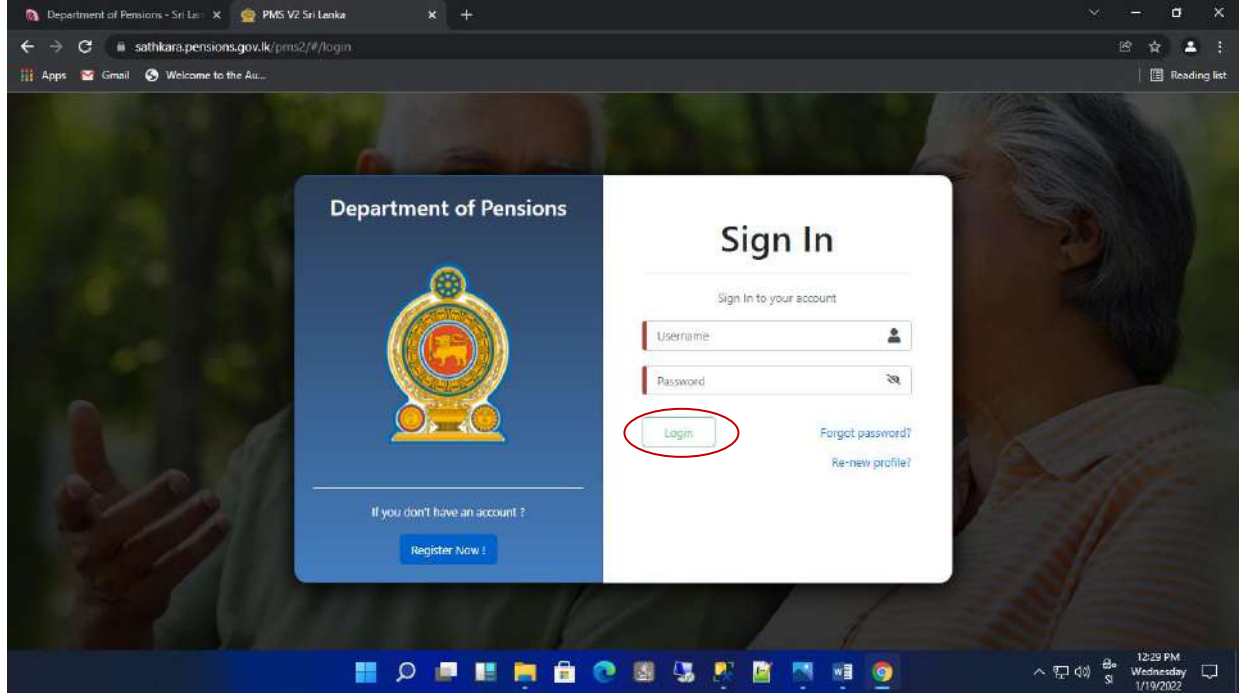 Department of Pensions - Sri Lan
PMS V2 Sri Lanka
sathkara.pensions.gov.lk/pms2/#/login
Apps
Gmail
Welcome to the Au...
Reading list
Department of Pensions
If you don't have an account ?
Register Now !
Sign In
Sign In to your account
Username
Password
Login
Forgot password?
Re-new profile?
SI
12:29 PM
Wednesday
1/19/2022